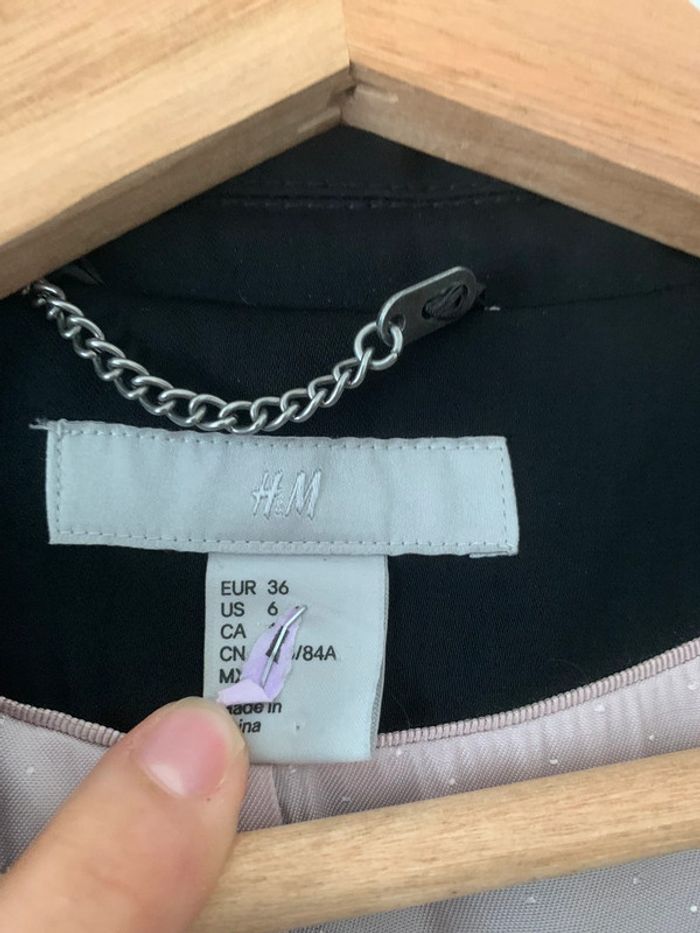 H&M
EUR 36
US 6
CA
CN /84A
MX
made in
ina